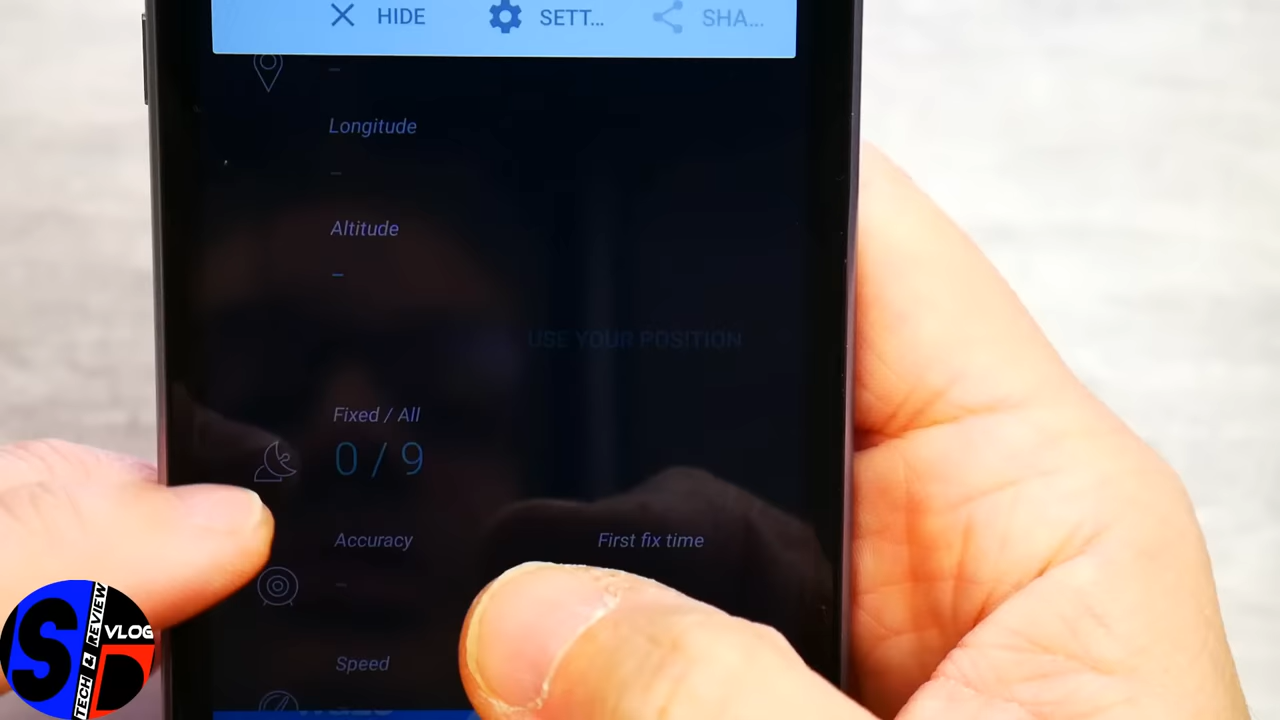 HIDE SETT... SHA...
–
Longitude
–
Altitude
–
USE YOUR POSITION
Fixed / All
0 / 9
Accuracy First fix time
–
Speed
SD
TECH & REVIEW
VLOG